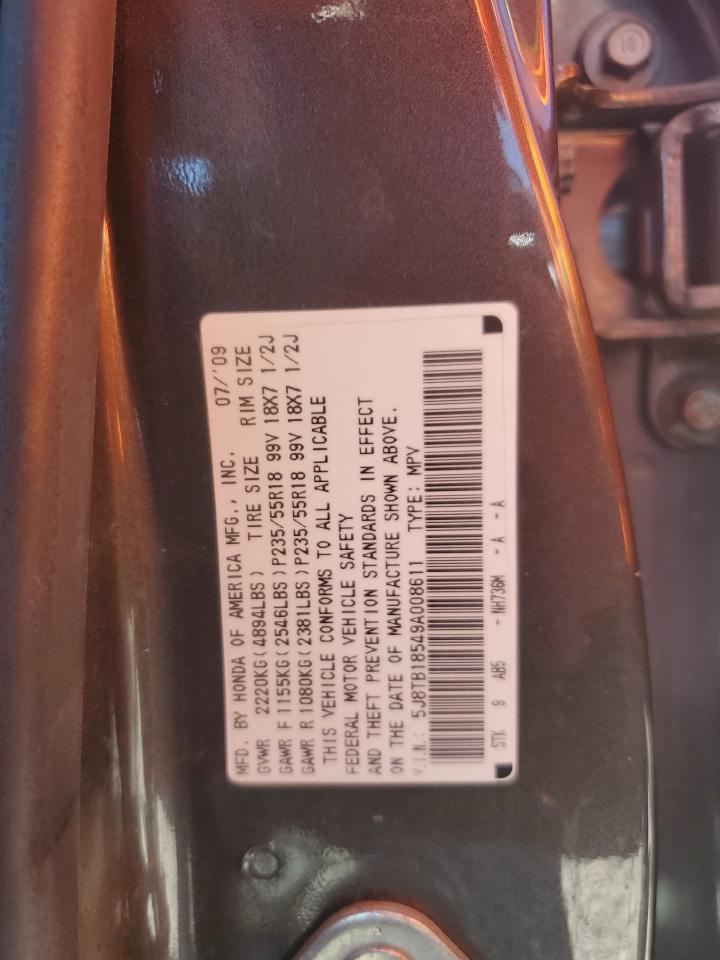 MFD. BY HONDA OF AMERICA MFG., INC. 07/'09
GVWR 2220KG(4894LBS) TIRE SIZE RIM SIZE
GAWR F 1155KG(2546LBS)P235/55R18 99V 18X7 1/2J
GAWR R 1080KG(2381LBS)P235/55R18 99V 18X7 1/2J
THIS VEHICLE CONFORMS TO ALL APPLICABLE
FEDERAL MOTOR VEHICLE SAFETY
AND THEFT PREVENTION STANDARDS IN EFFECT
ON THE DATE OF MANUFACTURE SHOWN ABOVE.
V.I.N.: 5J8TB18549A008611 TYPE: MPV
STK 9 AB5 - NH736M - A - A